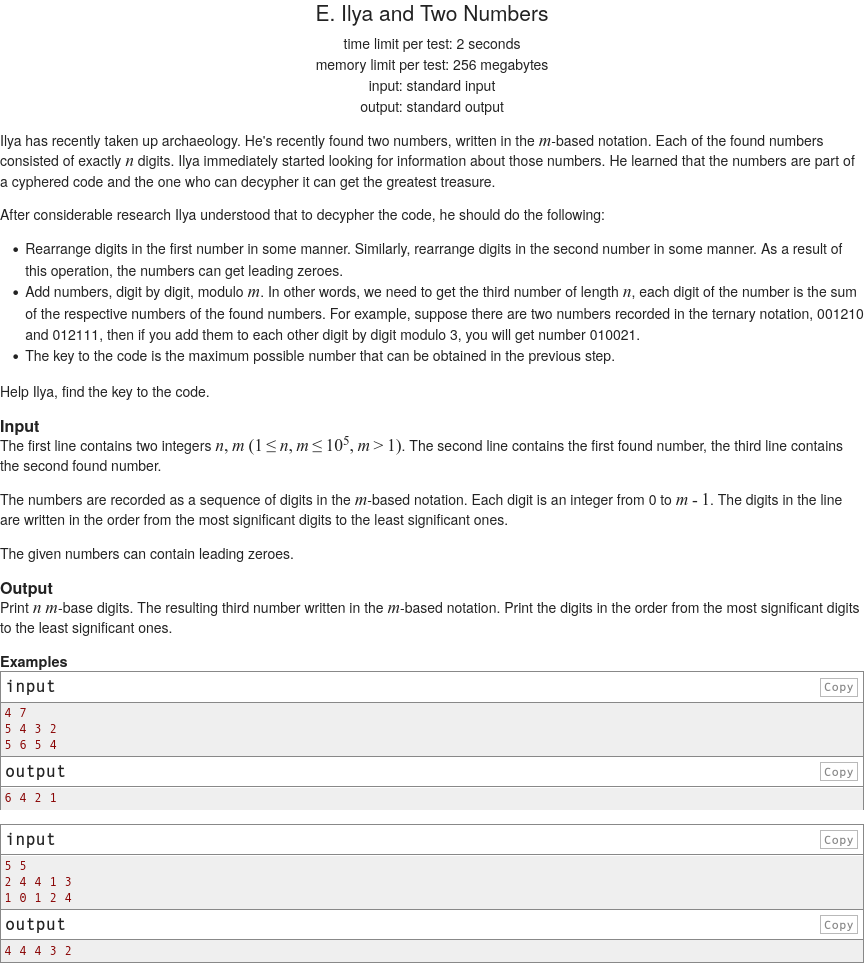 E. Ilya and Two Numbers
time limit per test: 2 seconds
memory limit per test: 256 megabytes
input: standard input
output: standard output
Ilya has recently taken up archaeology. He's recently found two numbers, written in the m-based notation. Each of the found numbers
consisted of exactly n digits. Ilya immediately started looking for information about those numbers. He learned that the numbers are part of
a cyphered code and the one who can decypher it can get the greatest treasure.
After considerable research Ilya understood that to decypher the code, he should do the following:
• Rearrange digits in the first number in some manner. Similarly, rearrange digits in the second number in some manner. As a result of
this operation, the numbers can get leading zeroes.
• Add numbers, digit by digit, modulo m. In other words, we need to get the third number of length n, each digit of the number is the sum
of the respective numbers of the found numbers. For example, suppose there are two numbers recorded in the ternary notation, 001210
and 012111, then if you add them to each other digit by digit modulo 3, you will get number 010021.
• The key to the code is the maximum possible number that can be obtained in the previous step.
Help Ilya, find the key to the code.
Input
The first line contains two integers n, m (1 ≤ n, m ≤ 10⁵, m > 1). The second line contains the first found number, the third line contains
the second found number.
The numbers are recorded as a sequence of digits in the m-based notation. Each digit is an integer from 0 to m - 1. The digits in the line
are written in the order from the most significant digits to the least significant ones.
The given numbers can contain leading zeroes.
Output
Print n m-base digits. The resulting third number written in the m-based notation. Print the digits in the order from the most significant digits
to the least significant ones.
Examples
input Copy
4 7
5 4 3 2
5 6 5 4
output Copy
6 4 2 1
input Copy
5 5
2 4 4 1 3
1 0 1 2 4
output Copy
4 4 4 3 2